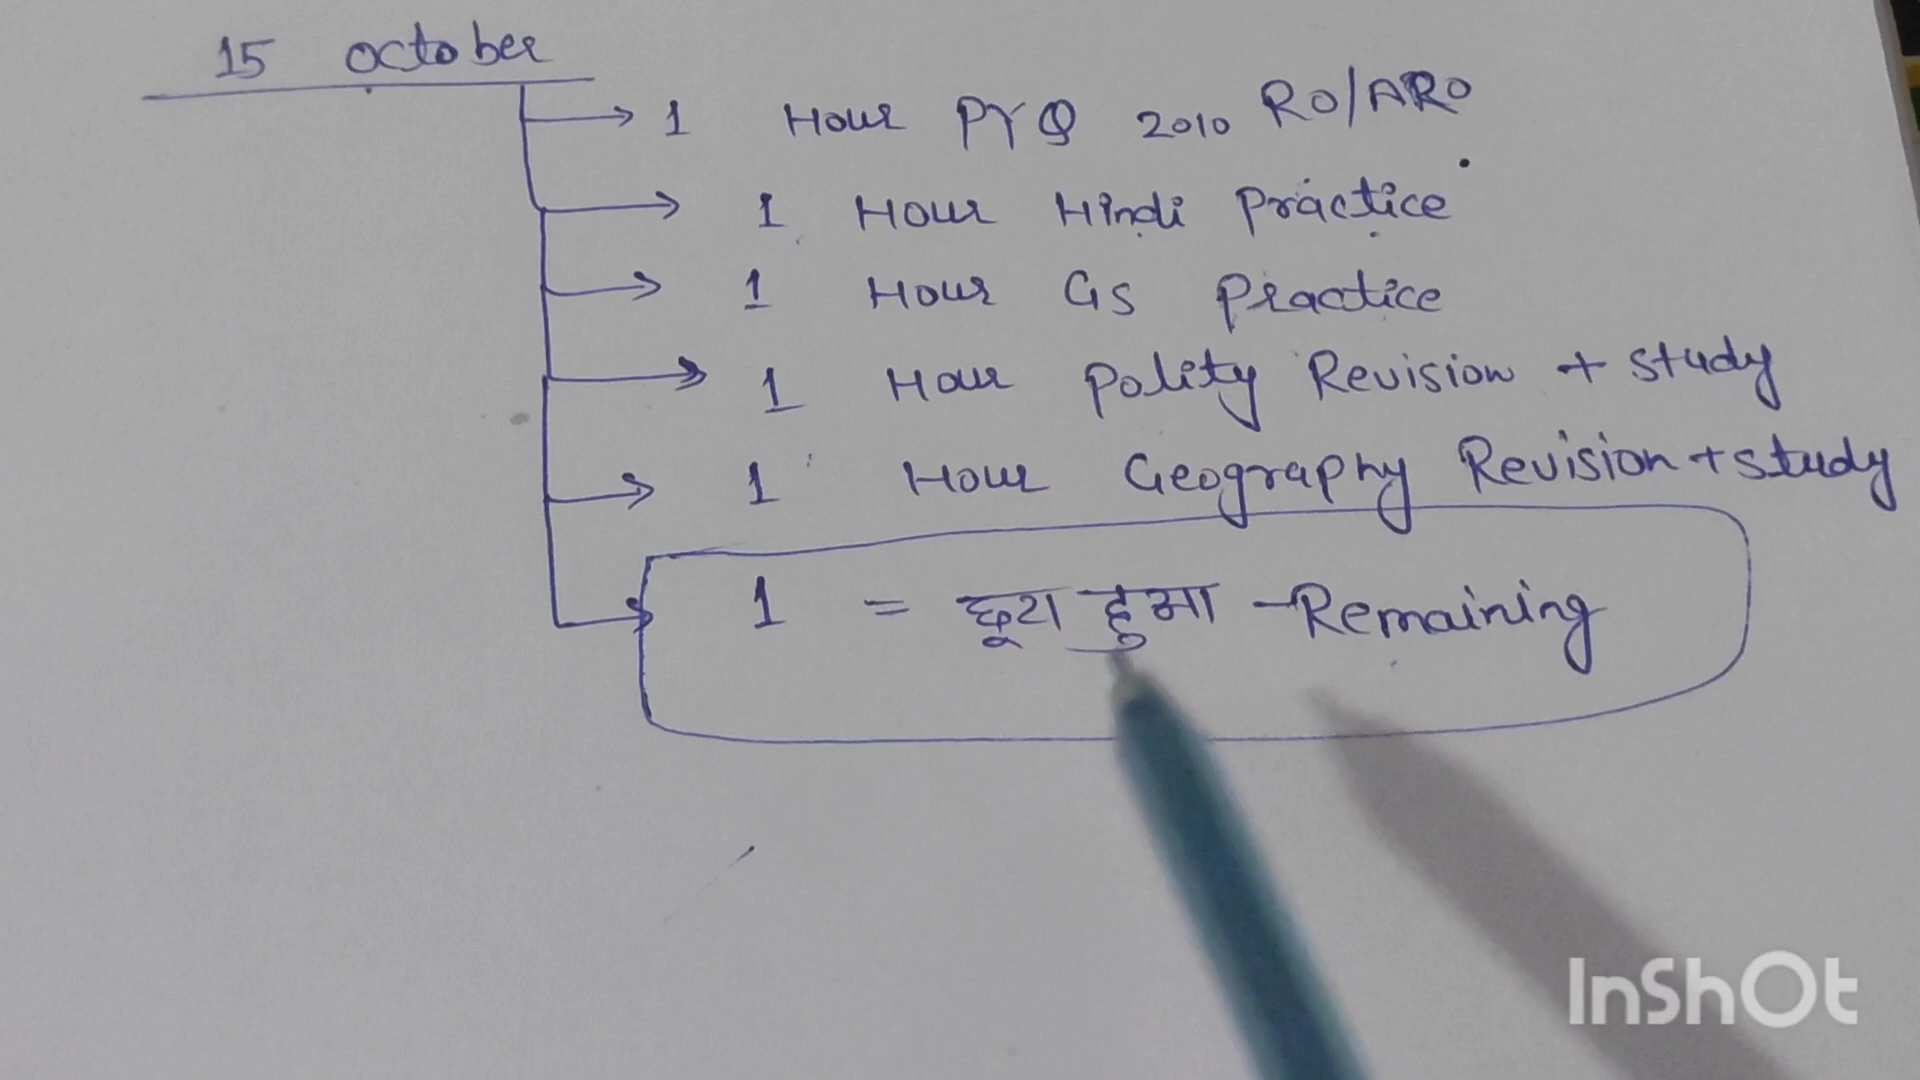 15 october
1 Hour PYQ 2010 RO/ARO
1 Hour Hindi Practice
1 Hour GS Practice
1 Hour Polity Revision + study
1 Hour Geography Revision + study
1 = छूटा हुआ - Remaining
InShOt